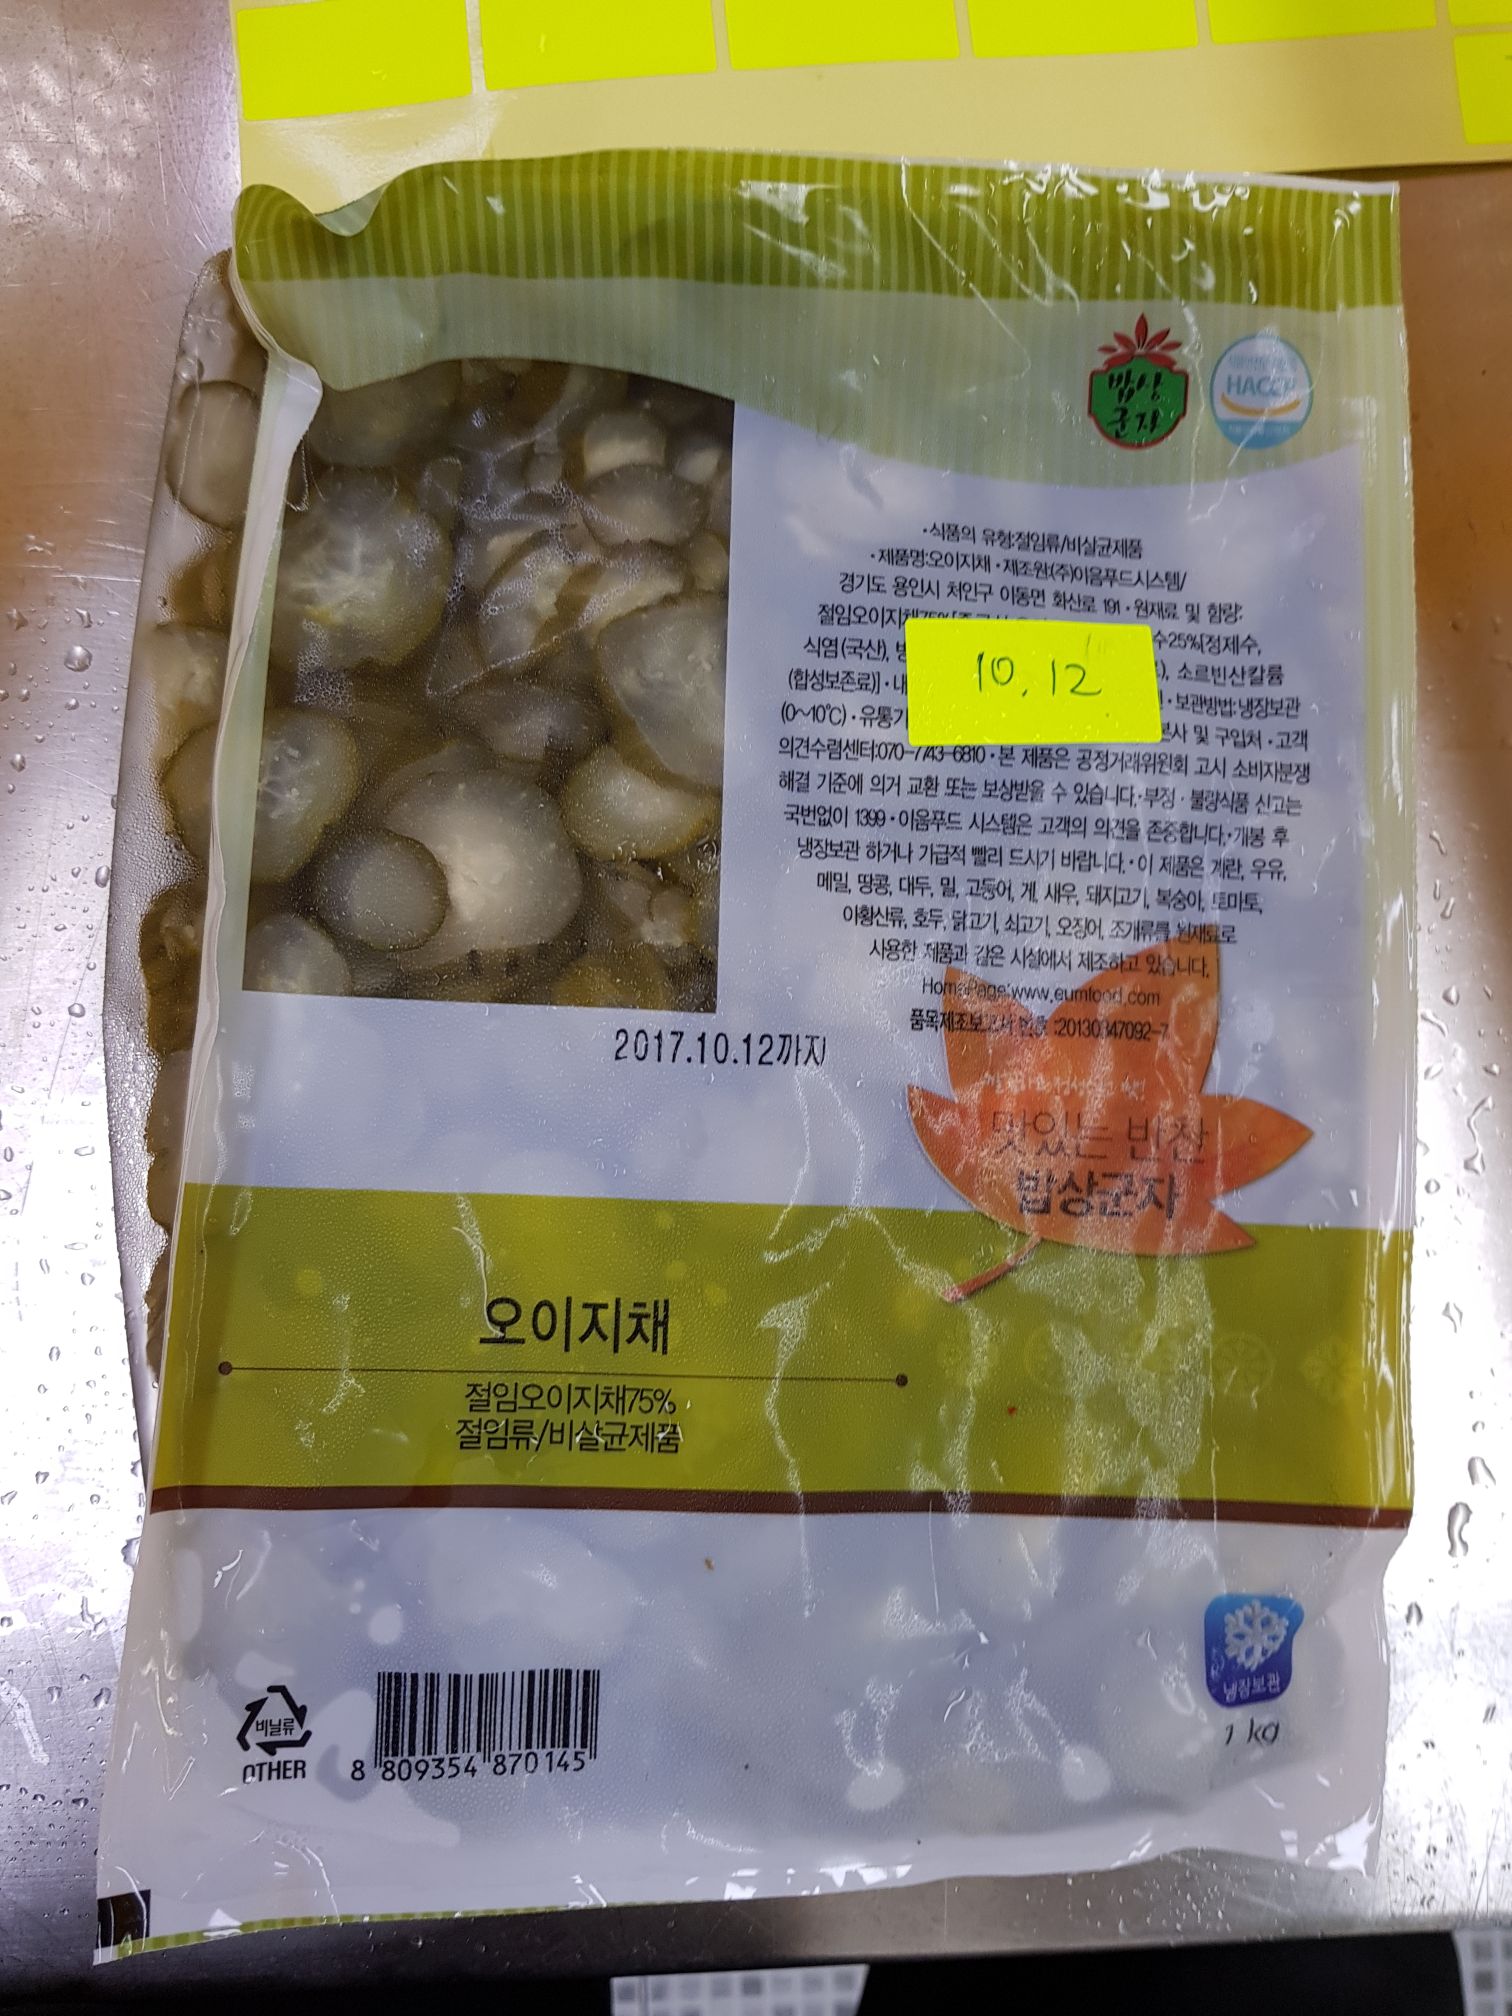 밥상
군자
HACCP
·식품의 유형:절임류/비살균제품
·제품명:오이지채 ·제조원:(주)이음푸드시스템/
경기도 용인시 처인구 이동면 화산로 191 ·원재료 및 함량:
절임오이지채75%
수25%[정제수,
식염(국산),
소르빈산칼륨
(합성보존료)] ·내
·보관방법:냉장보관
(0~10℃) ·유통기
본사 및 구입처 ·고객
10.12
의견수렴센터:070-7743-6810 ·본 제품은 공정거래위원회 고시 소비자분쟁
해결 기준에 의거 교환 또는 보상받을 수 있습니다.·부정·불량식품 신고는
국번없이 1399 ·이음푸드 시스템은 고객의 의견을 존중합니다.·개봉 후
냉장보관 하거나 가급적 빨리 드시기 바랍니다.·이 제품은 계란, 우유,
메밀, 땅콩, 대두, 밀, 고등어, 게, 새우, 돼지고기, 복숭아, 토마토,
아황산류, 호두, 닭고기, 쇠고기, 오징어, 조개류를 원재료로
사용한 제품과 같은 시설에서 제조하고 있습니다.
HomePage:www.eumfood.com
품목제조보고서 번호 :20130347092-7
2017.10.12까지
맛있는 반찬
밥상군자
오이지채
절임오이지채75%
절임류/비살균제품
냉장보관
1 kg
비닐류
OTHER
8 809354 870145